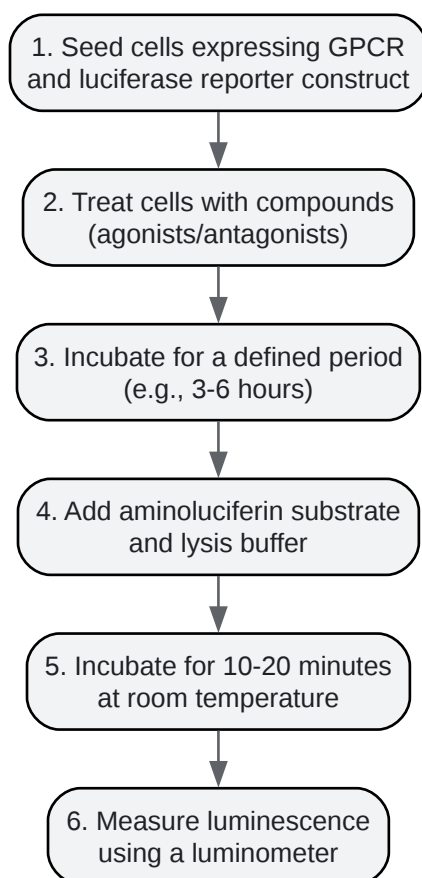 1. Seed cells expressing GPCR
and luciferase reporter construct
2. Treat cells with compounds
(agonists/antagonists)
3. Incubate for a defined period
(e.g., 3-6 hours)
4. Add aminoluciferin substrate
and lysis buffer
5. Incubate for 10-20 minutes
at room temperature
6. Measure luminescence
using a luminometer